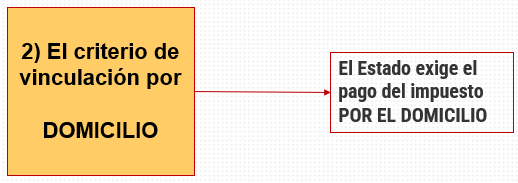 2) El criterio de
vinculación por
DOMICILIO
El Estado exige el
pago del impuesto
POR EL DOMICILIO